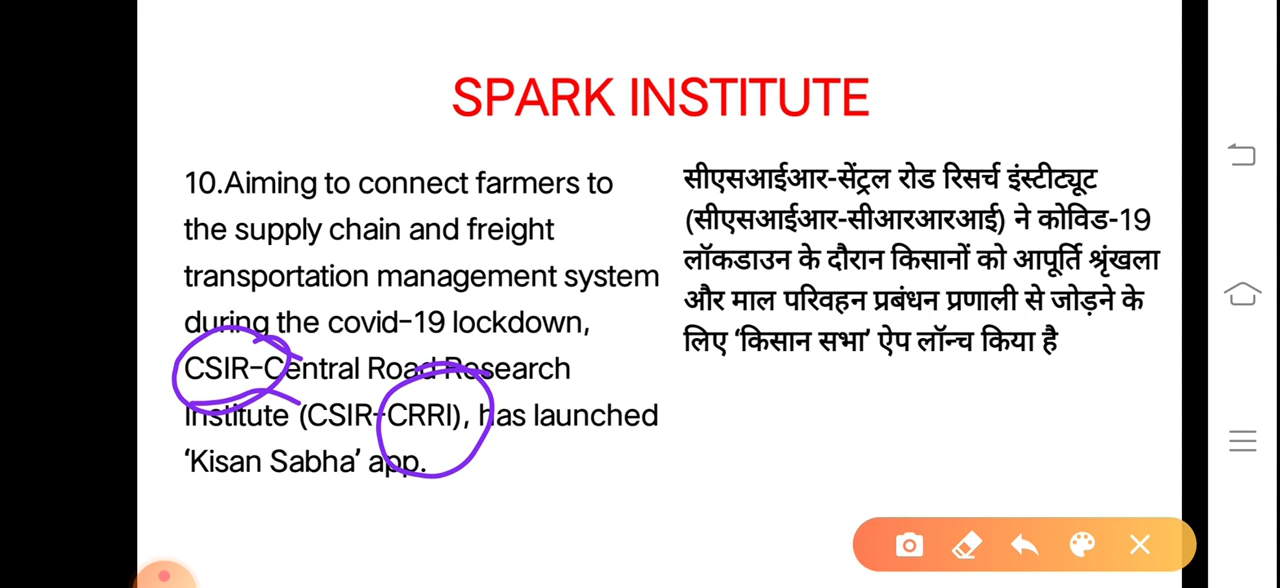 SPARK INSTITUTE
10.Aiming to connect farmers to
the supply chain and freight
transportation management system
during the covid-19 lockdown,
CSIR-Central Road Research
Institute (CSIR-CRRI), has launched
‘Kisan Sabha’ app.
सीएसआईआर-सेंट्रल रोड रिसर्च इंस्टीट्यूट
(सीएसआईआर-सीआरआरआई) ने कोविड-19
लॉकडाउन के दौरान किसानों को आपूर्ति श्रृंखला
और माल परिवहन प्रबंधन प्रणाली से जोड़ने के
लिए ‘किसान सभा’ ऐप लॉन्च किया है